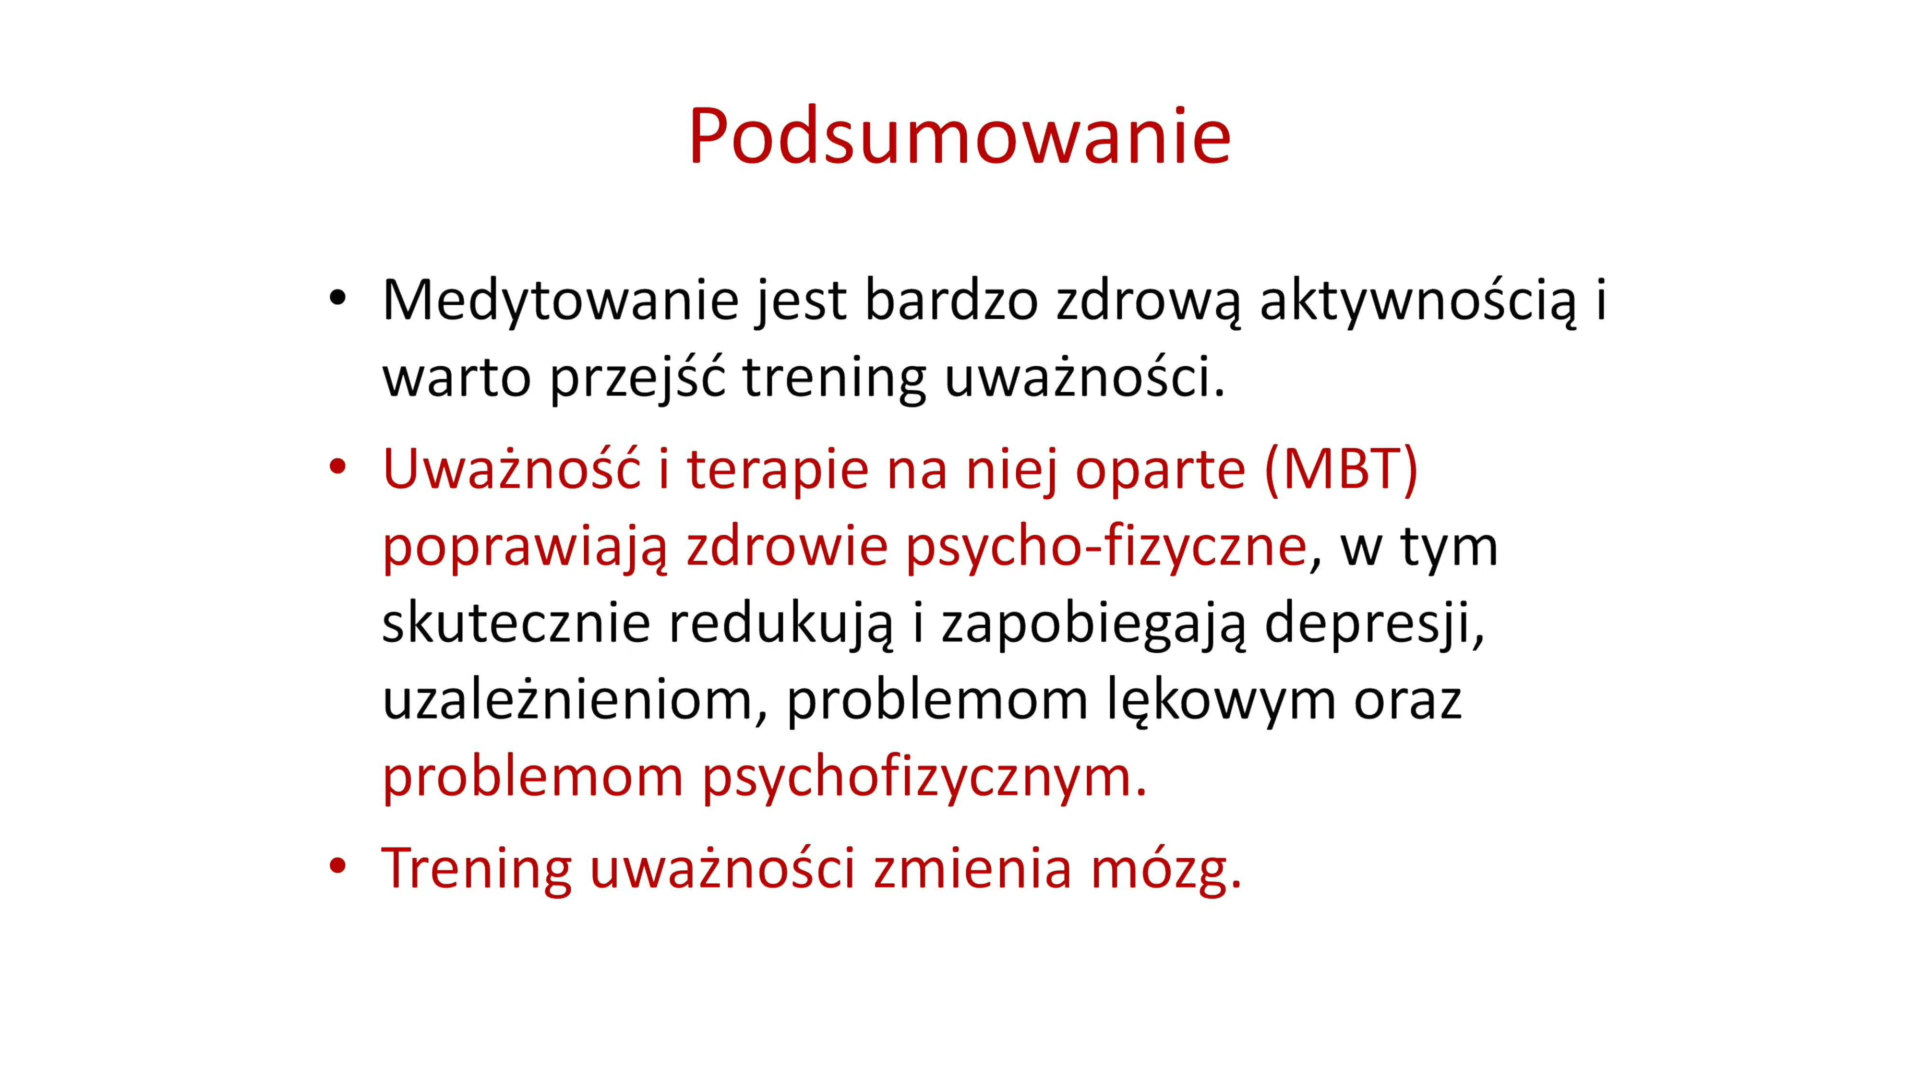 Podsumowanie
• Medytowanie jest bardzo zdrową aktywnością i
warto przejść trening uważności.
• Uważność i terapie na niej oparte (MBT)
poprawiają zdrowie psycho-fizyczne, w tym
skutecznie redukują i zapobiegają depresji,
uzależnieniom, problemom lękowym oraz
problemom psychofizycznym.
• Trening uważności zmienia mózg.